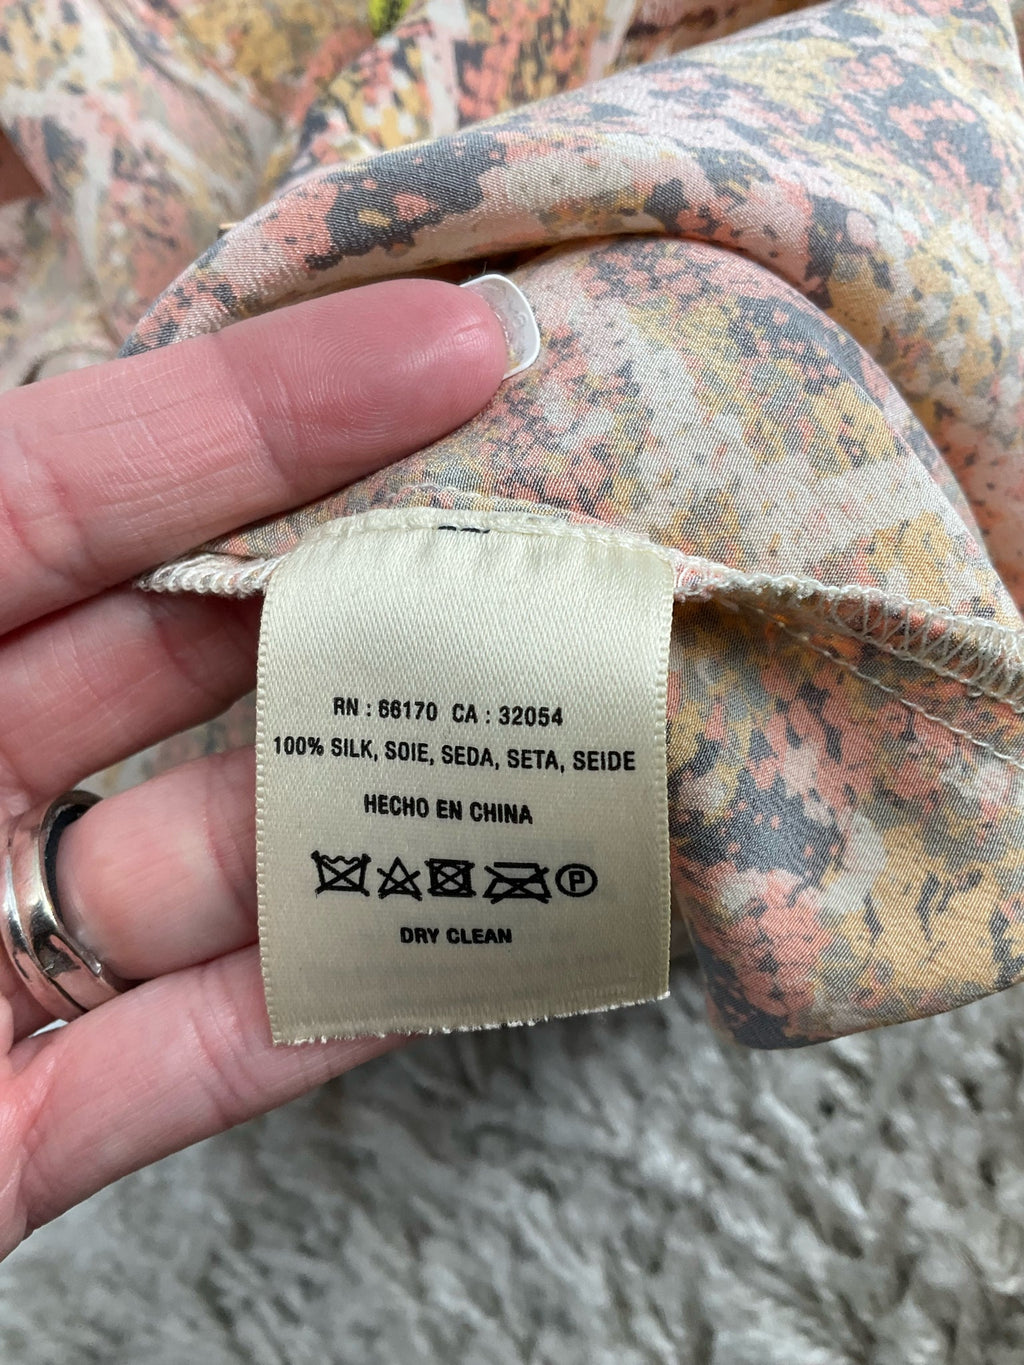 RN : 66170 CA : 32054
100% SILK, SOIE, SEDA, SETA, SEIDE
HECHO EN CHINA
P
DRY CLEAN